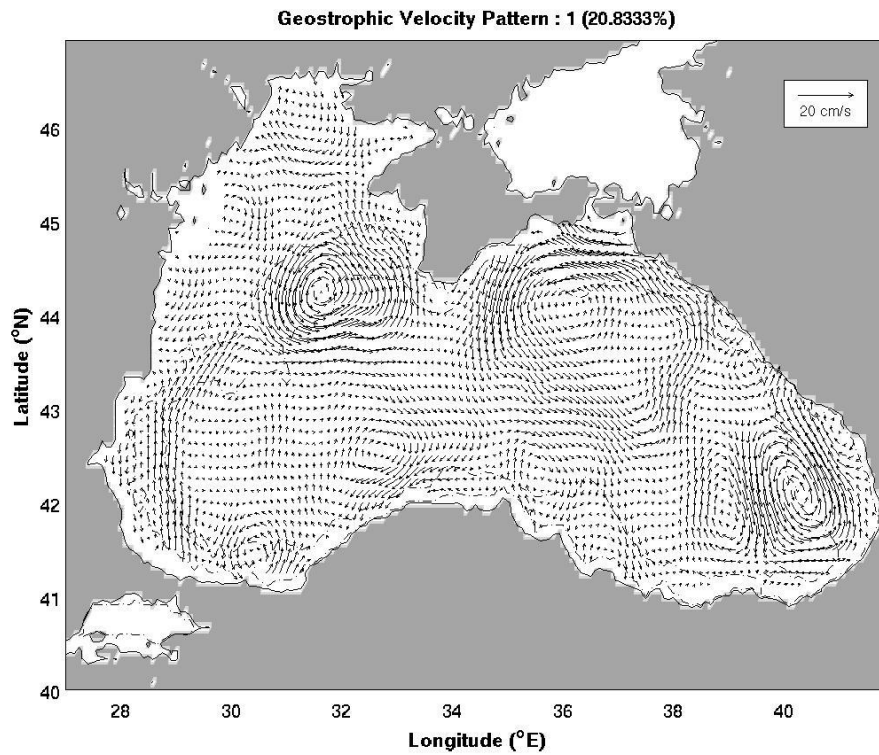 Geostrophic Velocity Pattern : 1 (20.8333%)
20 cm/s
46
45
44
43
42
41
40
Latitude (°N)
28 30 32 34 36 38 40
Longitude (°E)